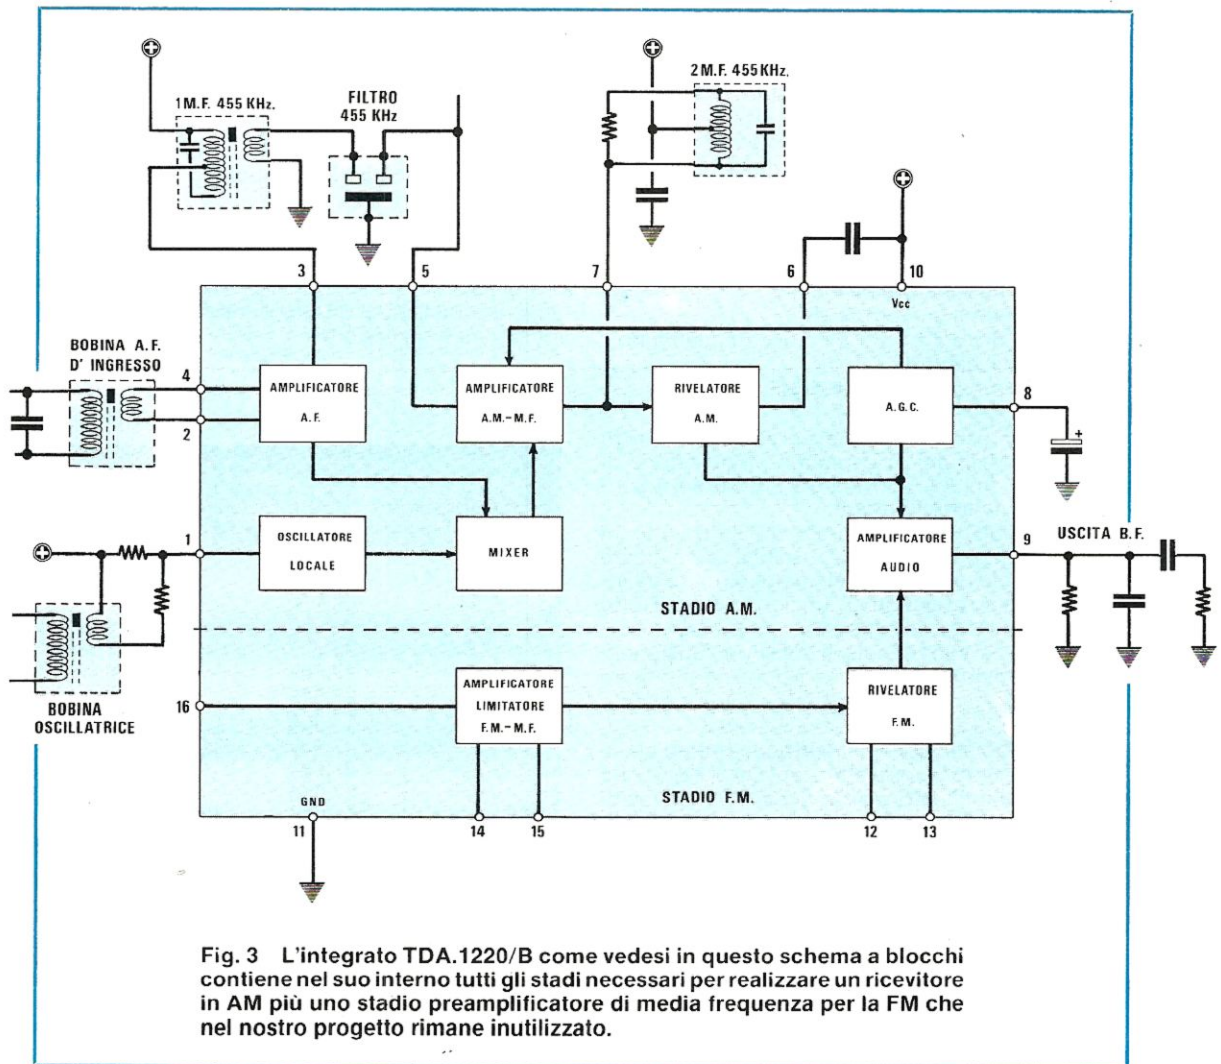 1 M.F. 455 KHz.
FILTRO
455 KHz
2 M.F. 455 KHz.
3
5
7
6
10
Vcc
BOBINA A.F.
D' INGRESSO
4
2
AMPLIFICATORE
A.F.
AMPLIFICATORE
A.M.-M.F.
RIVELATORE
A.M.
A.G.C.
8
+
1
OSCILLATORE
LOCALE
MIXER
AMPLIFICATORE
AUDIO
9
USCITA B.F.
STADIO A.M.
BOBINA
OSCILLATRICE
16
AMPLIFICATORE
LIMITATORE
F.M.-M.F.
RIVELATORE
F.M.
STADIO F.M.
GND
11
14
15
12
13
Fig. 3 L'integrato TDA.1220/B come vedesi in questo schema a blocchi
contiene nel suo interno tutti gli stadi necessari per realizzare un ricevitore
in AM più uno stadio preamplificatore di media frequenza per la FM che
nel nostro progetto rimane inutilizzato.